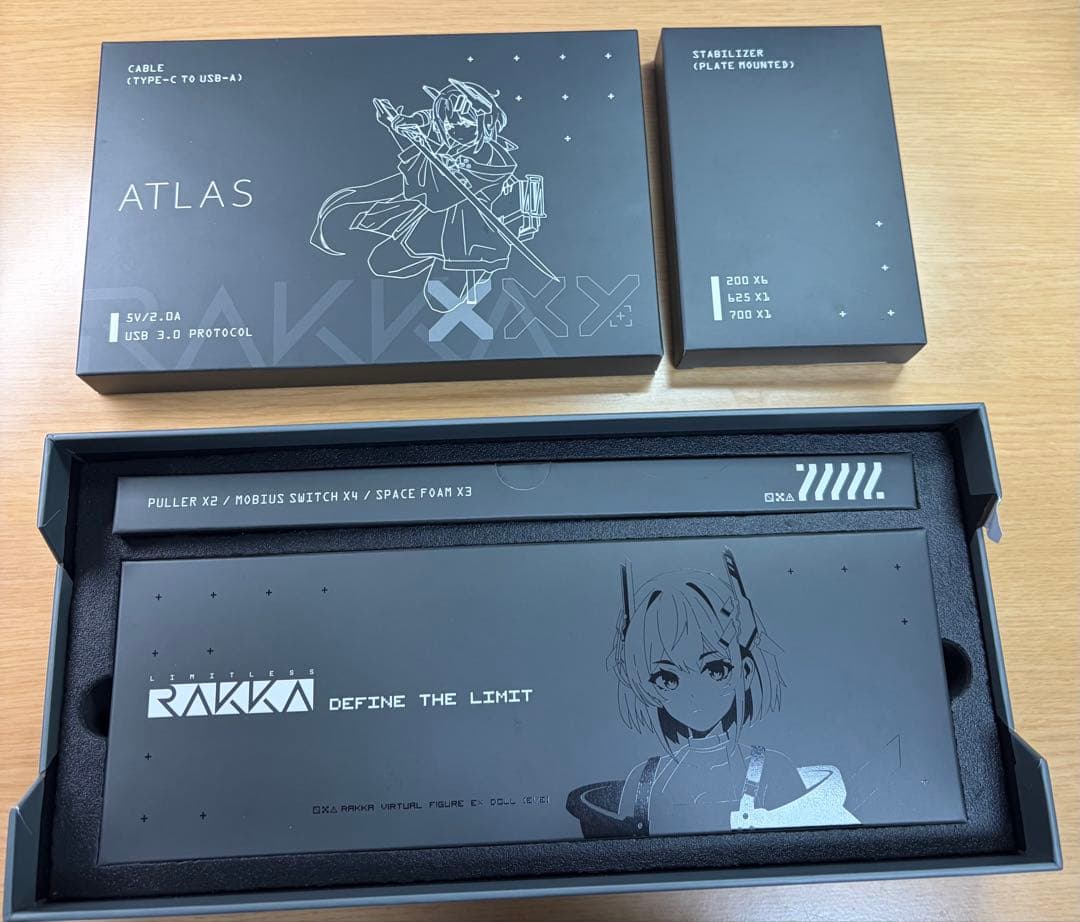 CABLE
(TYPE-C TO USB-A)
ATLAS
RAKKA
5V/2.0A
USB 3.0 PROTOCOL
STABILIZER
(PLATE MOUNTED)
200 X6
625 X1
700 X1
PULLER X2 / MOBIUS SWITCH X4 / SPACE FOAM X3
LIMITLESS
RAKKA DEFINE THE LIMIT
RAKKA VIRTUAL FIGURE EX DOLL (EVE)